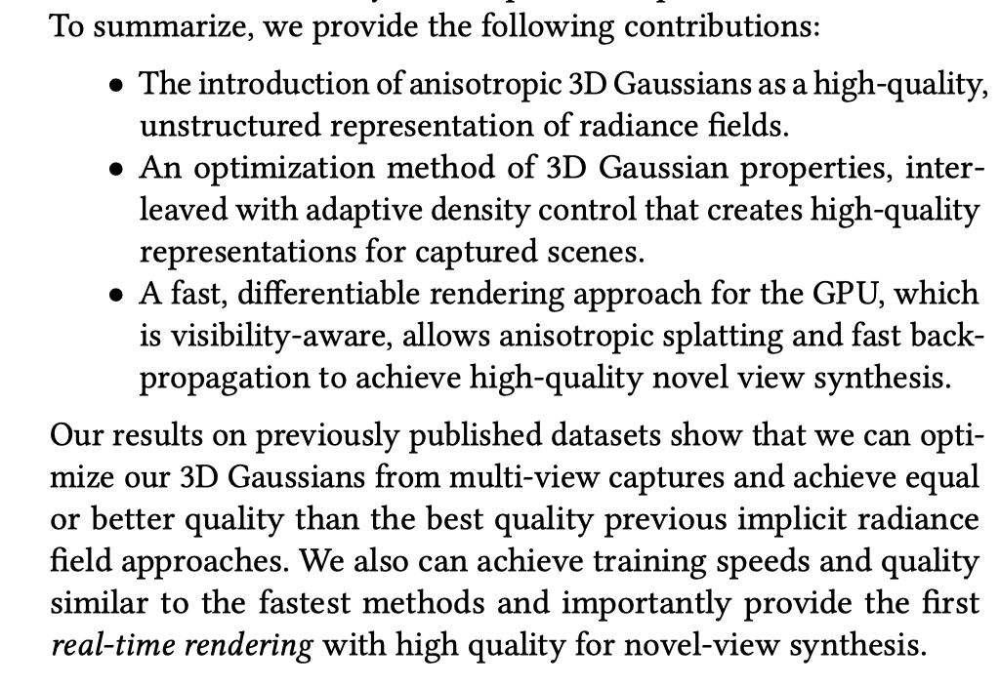 To summarize, we provide the following contributions:
• The introduction of anisotropic 3D Gaussians as a high-quality,
unstructured representation of radiance fields.
• An optimization method of 3D Gaussian properties, inter-
leaved with adaptive density control that creates high-quality
representations for captured scenes.
• A fast, differentiable rendering approach for the GPU, which
is visibility-aware, allows anisotropic splatting and fast back-
propagation to achieve high-quality novel view synthesis.
Our results on previously published datasets show that we can opti-
mize our 3D Gaussians from multi-view captures and achieve equal
or better quality than the best quality previous implicit radiance
field approaches. We also can achieve training speeds and quality
similar to the fastest methods and importantly provide the first
real-time rendering with high quality for novel-view synthesis.